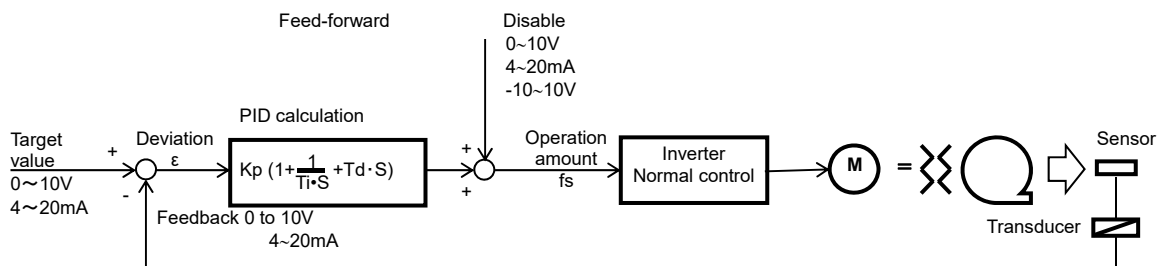 Feed-forward
Disable
0~10V
4~20mA
-10~10V
PID calculation
Target
value
0～10V
4～20mA
+
-
Deviation
ε
Kp (1+ 1/Ti•S +Td·S)
Feedback 0 to 10V
4~20mA
+
+
Operation
amount
fs
Inverter
Normal control
M
=
Sensor
Transducer